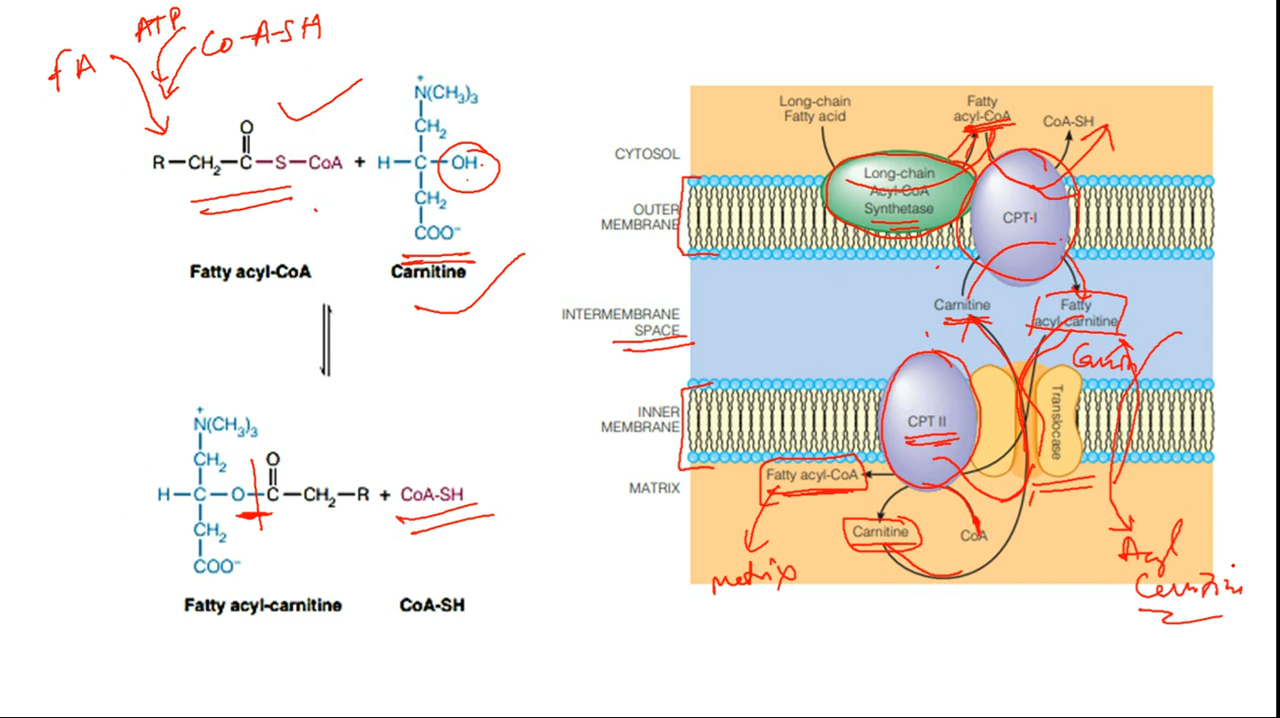 ATP
Co-A-SH
fA
O
R—CH₂—C—S—CoA +
Fatty acyl-CoA
+
N(CH₃)₃
CH₂
H—C—OH
CH₂
COO⁻
Carnitine
+
N(CH₃)₃
CH₂
O
H—C—O—C—CH₂—R + CoA-SH
CH₂
COO⁻
Fatty acyl-carnitine
CoA-SH
Long-chain
Fatty acid
Fatty
acyl-CoA
CoA-SH
CYTOSOL
Long-chain
Acyl-CoA
Synthetase
CPT I
OUTER
MEMBRANE
INTERMEMBRANE
SPACE
Carnitine
Fatty
acyl-carnitine
INNER
MEMBRANE
CPT II
Translocase
MATRIX
Fatty acyl-CoA
Carnitine
CoA
matrix
Acyl